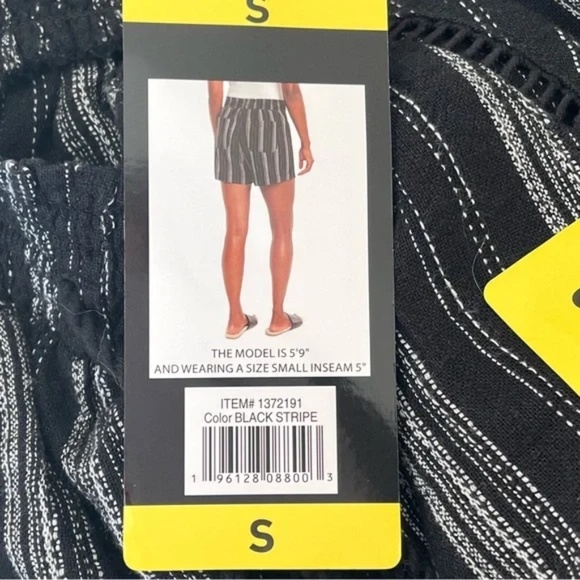 S
THE MODEL IS 5'9"
AND WEARING A SIZE SMALL INSEAM 5"
ITEM# 1372191
Color BLACK STRIPE
1 96128 08800 3
S